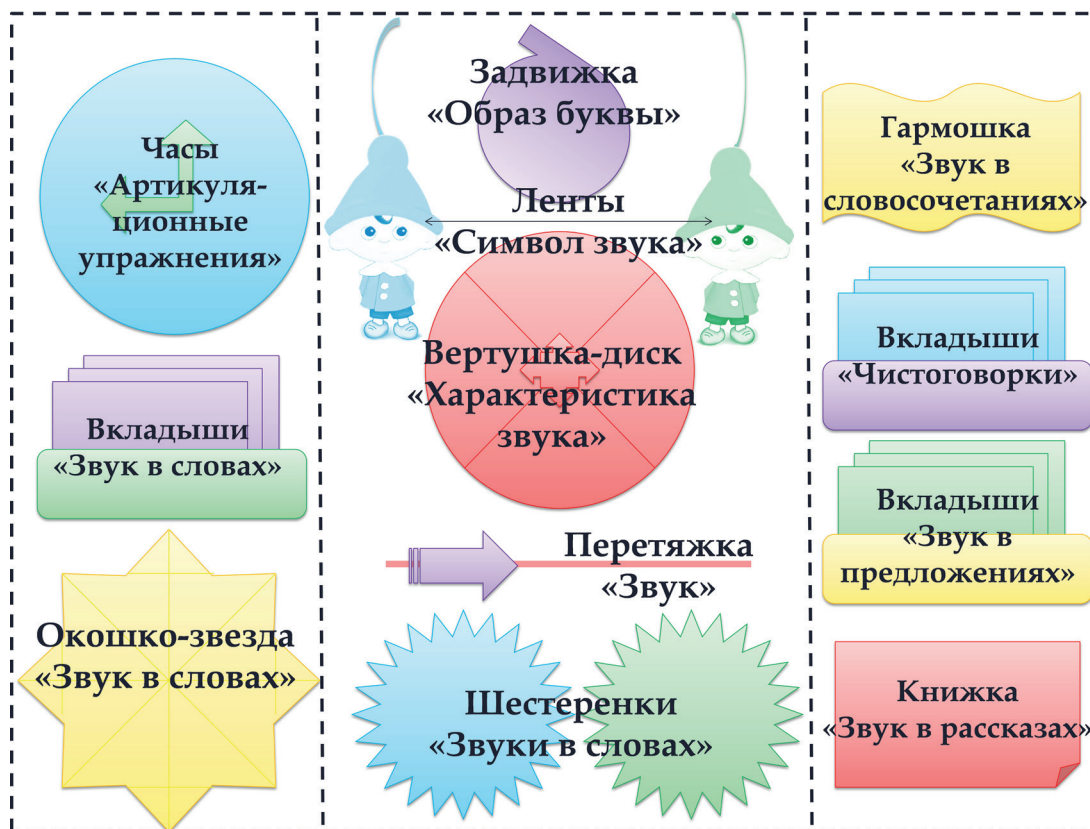 Часы
«Артикуля-
ционные
упражнения»
Вкладыши
«Звук в словах»
Окошко-звезда
«Звук в словах»
Задвижка
«Образ буквы»
Ленты
«Символ звука»
Вертушка-диск
«Характеристика
звука»
Перетяжка
«Звук»
Шестеренки
«Звуки в словах»
Гармошка
«Звук в
словосочетаниях»
Вкладыши
«Чистоговорки»
Вкладыши
«Звук в
предложениях»
Книжка
«Звук в рассказах»